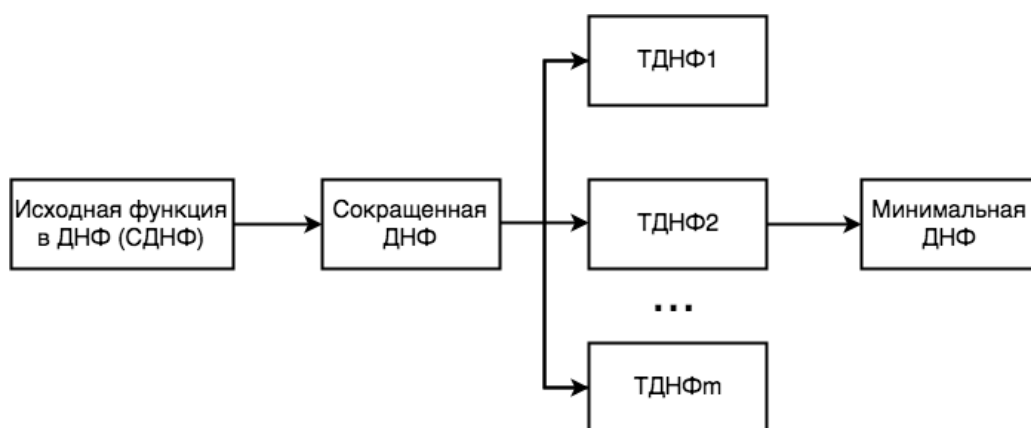 ТДНФ1
Исходная функция
в ДНФ (СДНФ)
Сокращенная
ДНФ
ТДНФ2
Минимальная
ДНФ
...
ТДНФm